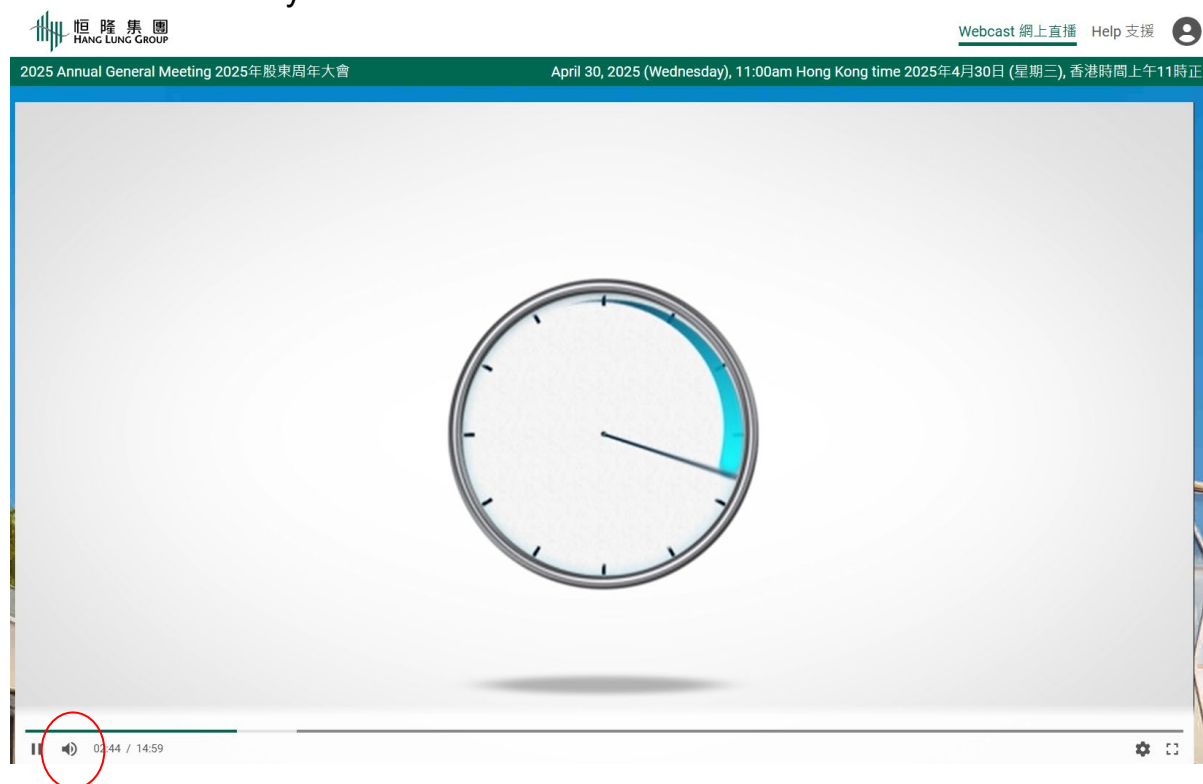 恒隆集團
HANG LUNG GROUP
Webcast 網上直播 Help 支援
2025 Annual General Meeting 2025年股東周年大會 April 30, 2025 (Wednesday), 11:00am Hong Kong time 2025年4月30日 (星期三), 香港時間上午11時正
02:44 / 14:59